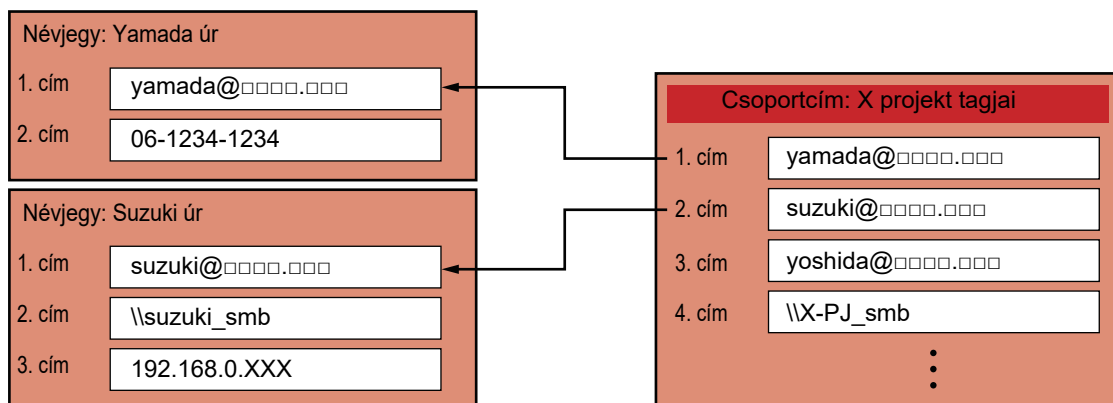 Névjegy: Yamada úr
1. cím yamada@□□□□.□□□
2. cím 06-1234-1234
Névjegy: Suzuki úr
1. cím suzuki@□□□□.□□□
2. cím \\suzuki_smb
3. cím 192.168.0.XXX
Csoportcím: X projekt tagjai
1. cím yamada@□□□□.□□□
2. cím suzuki@□□□□.□□□
3. cím yoshida@□□□□.□□□
4. cím \\X-PJ_smb